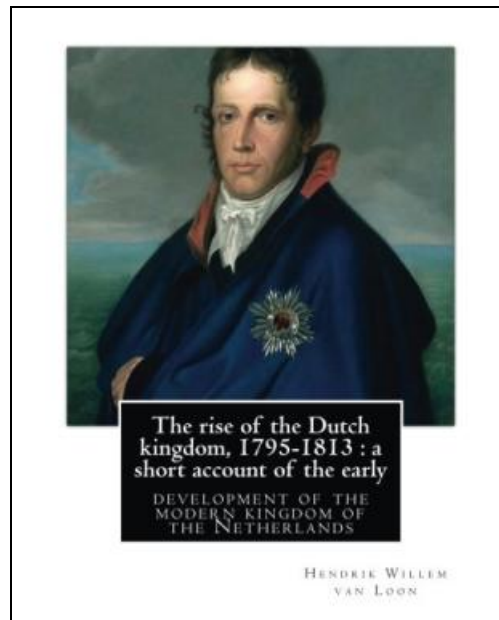 The rise of the Dutch
kingdom, 1795-1813 : a
short account of the early
development of the
modern kingdom of
the Netherlands
Hendrik Willem
van Loon